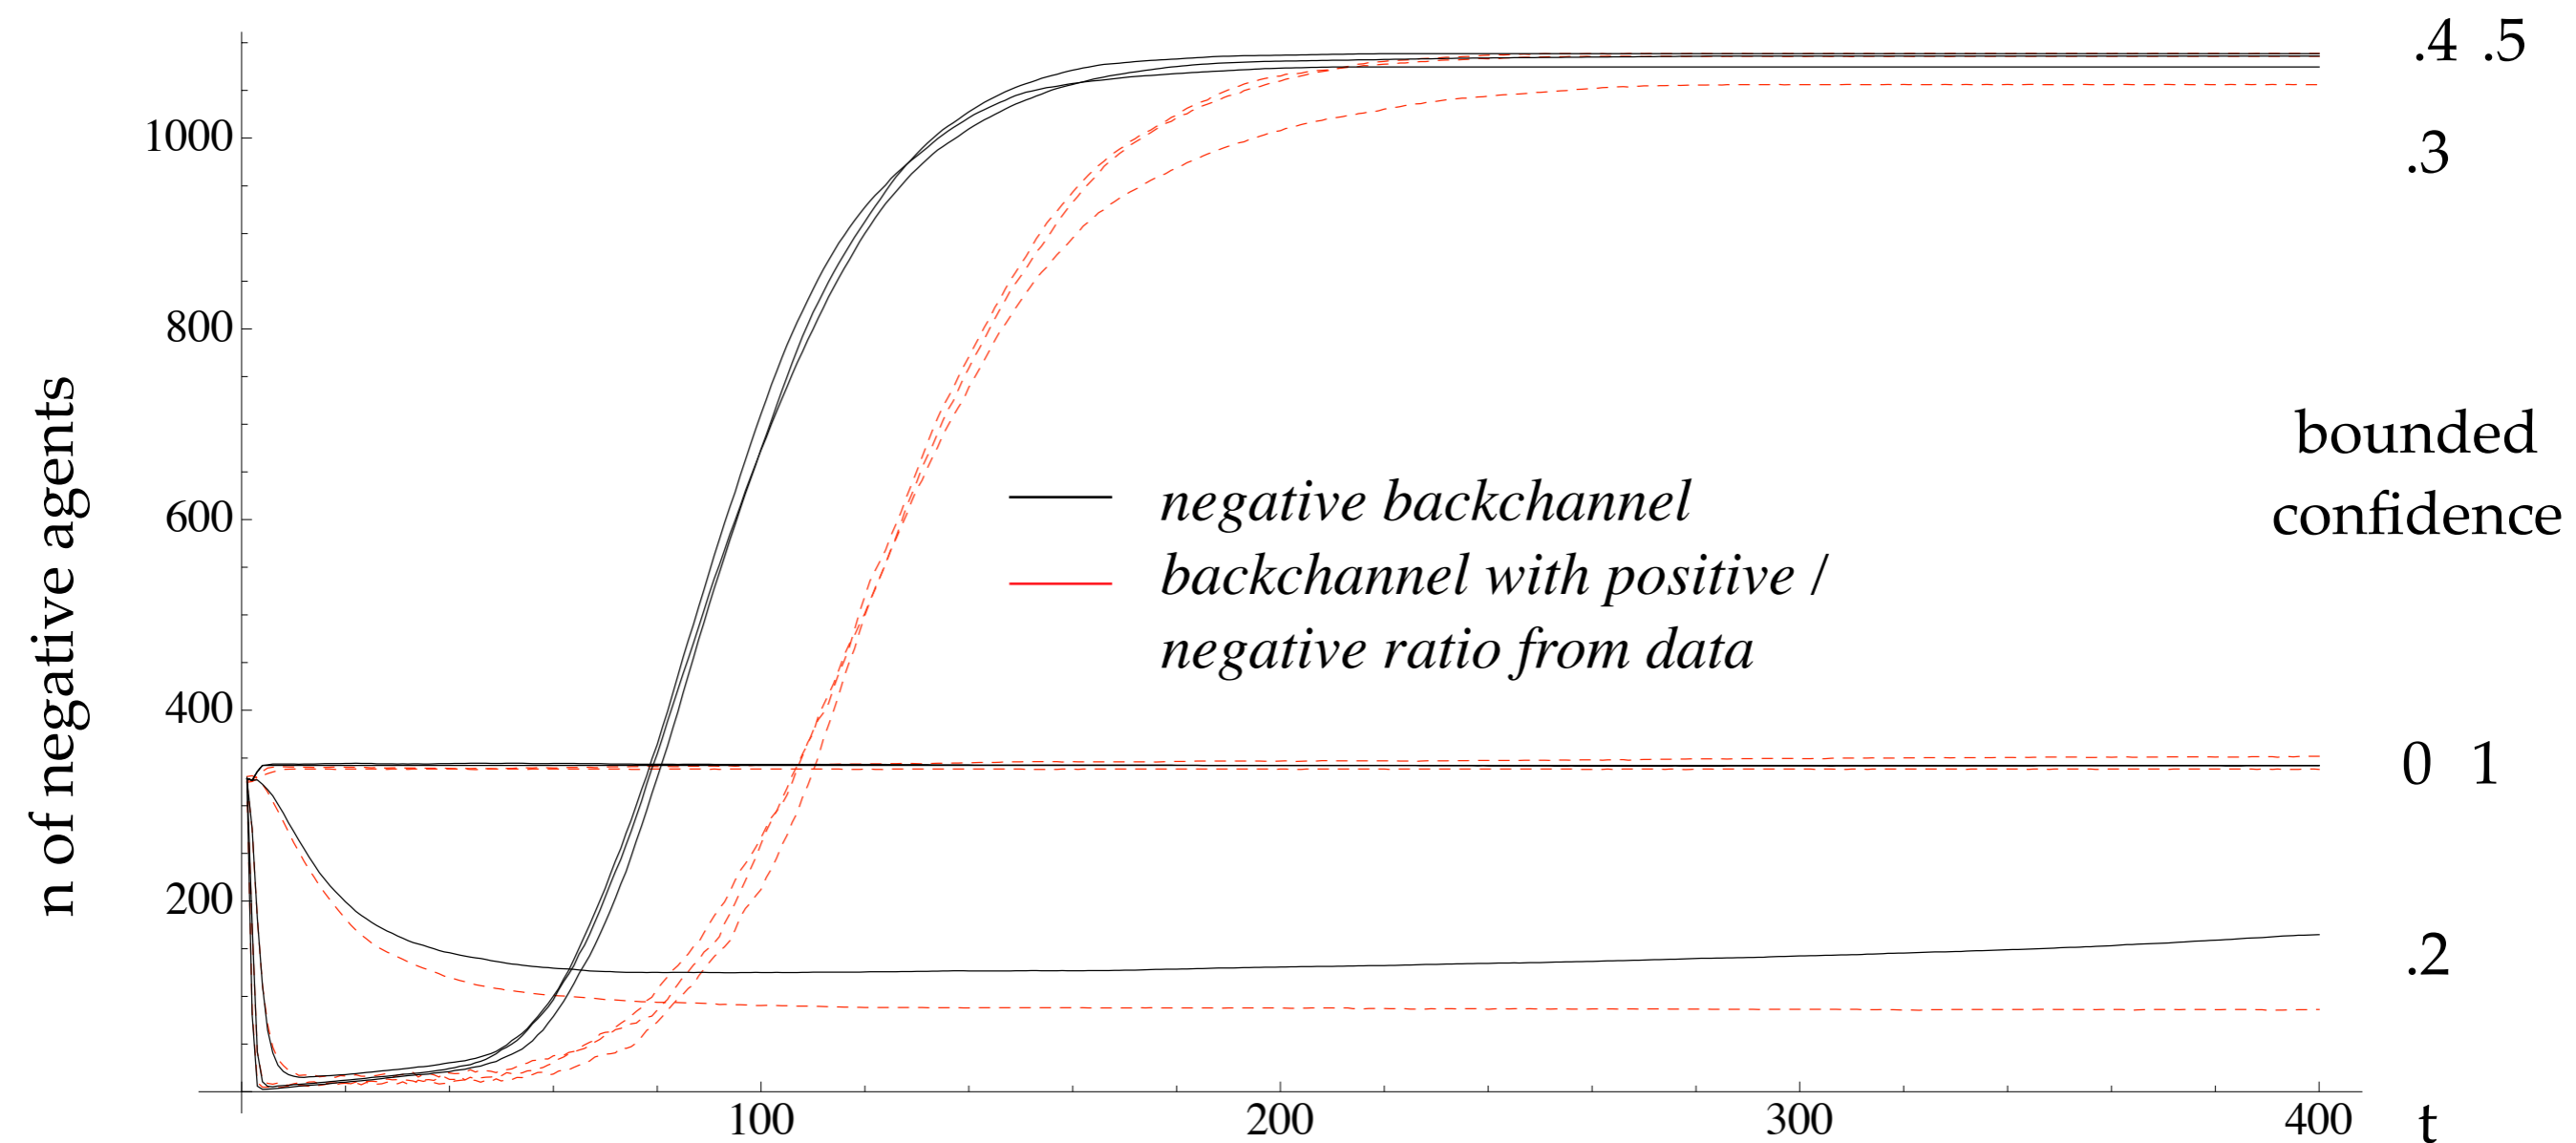 .4 .5
1000
.3
800
bounded
confidence
600
negative backchannel
backchannel with positive /
negative ratio from data
n of negative agents
400
0 1
200
.2
100
200
300
400
t